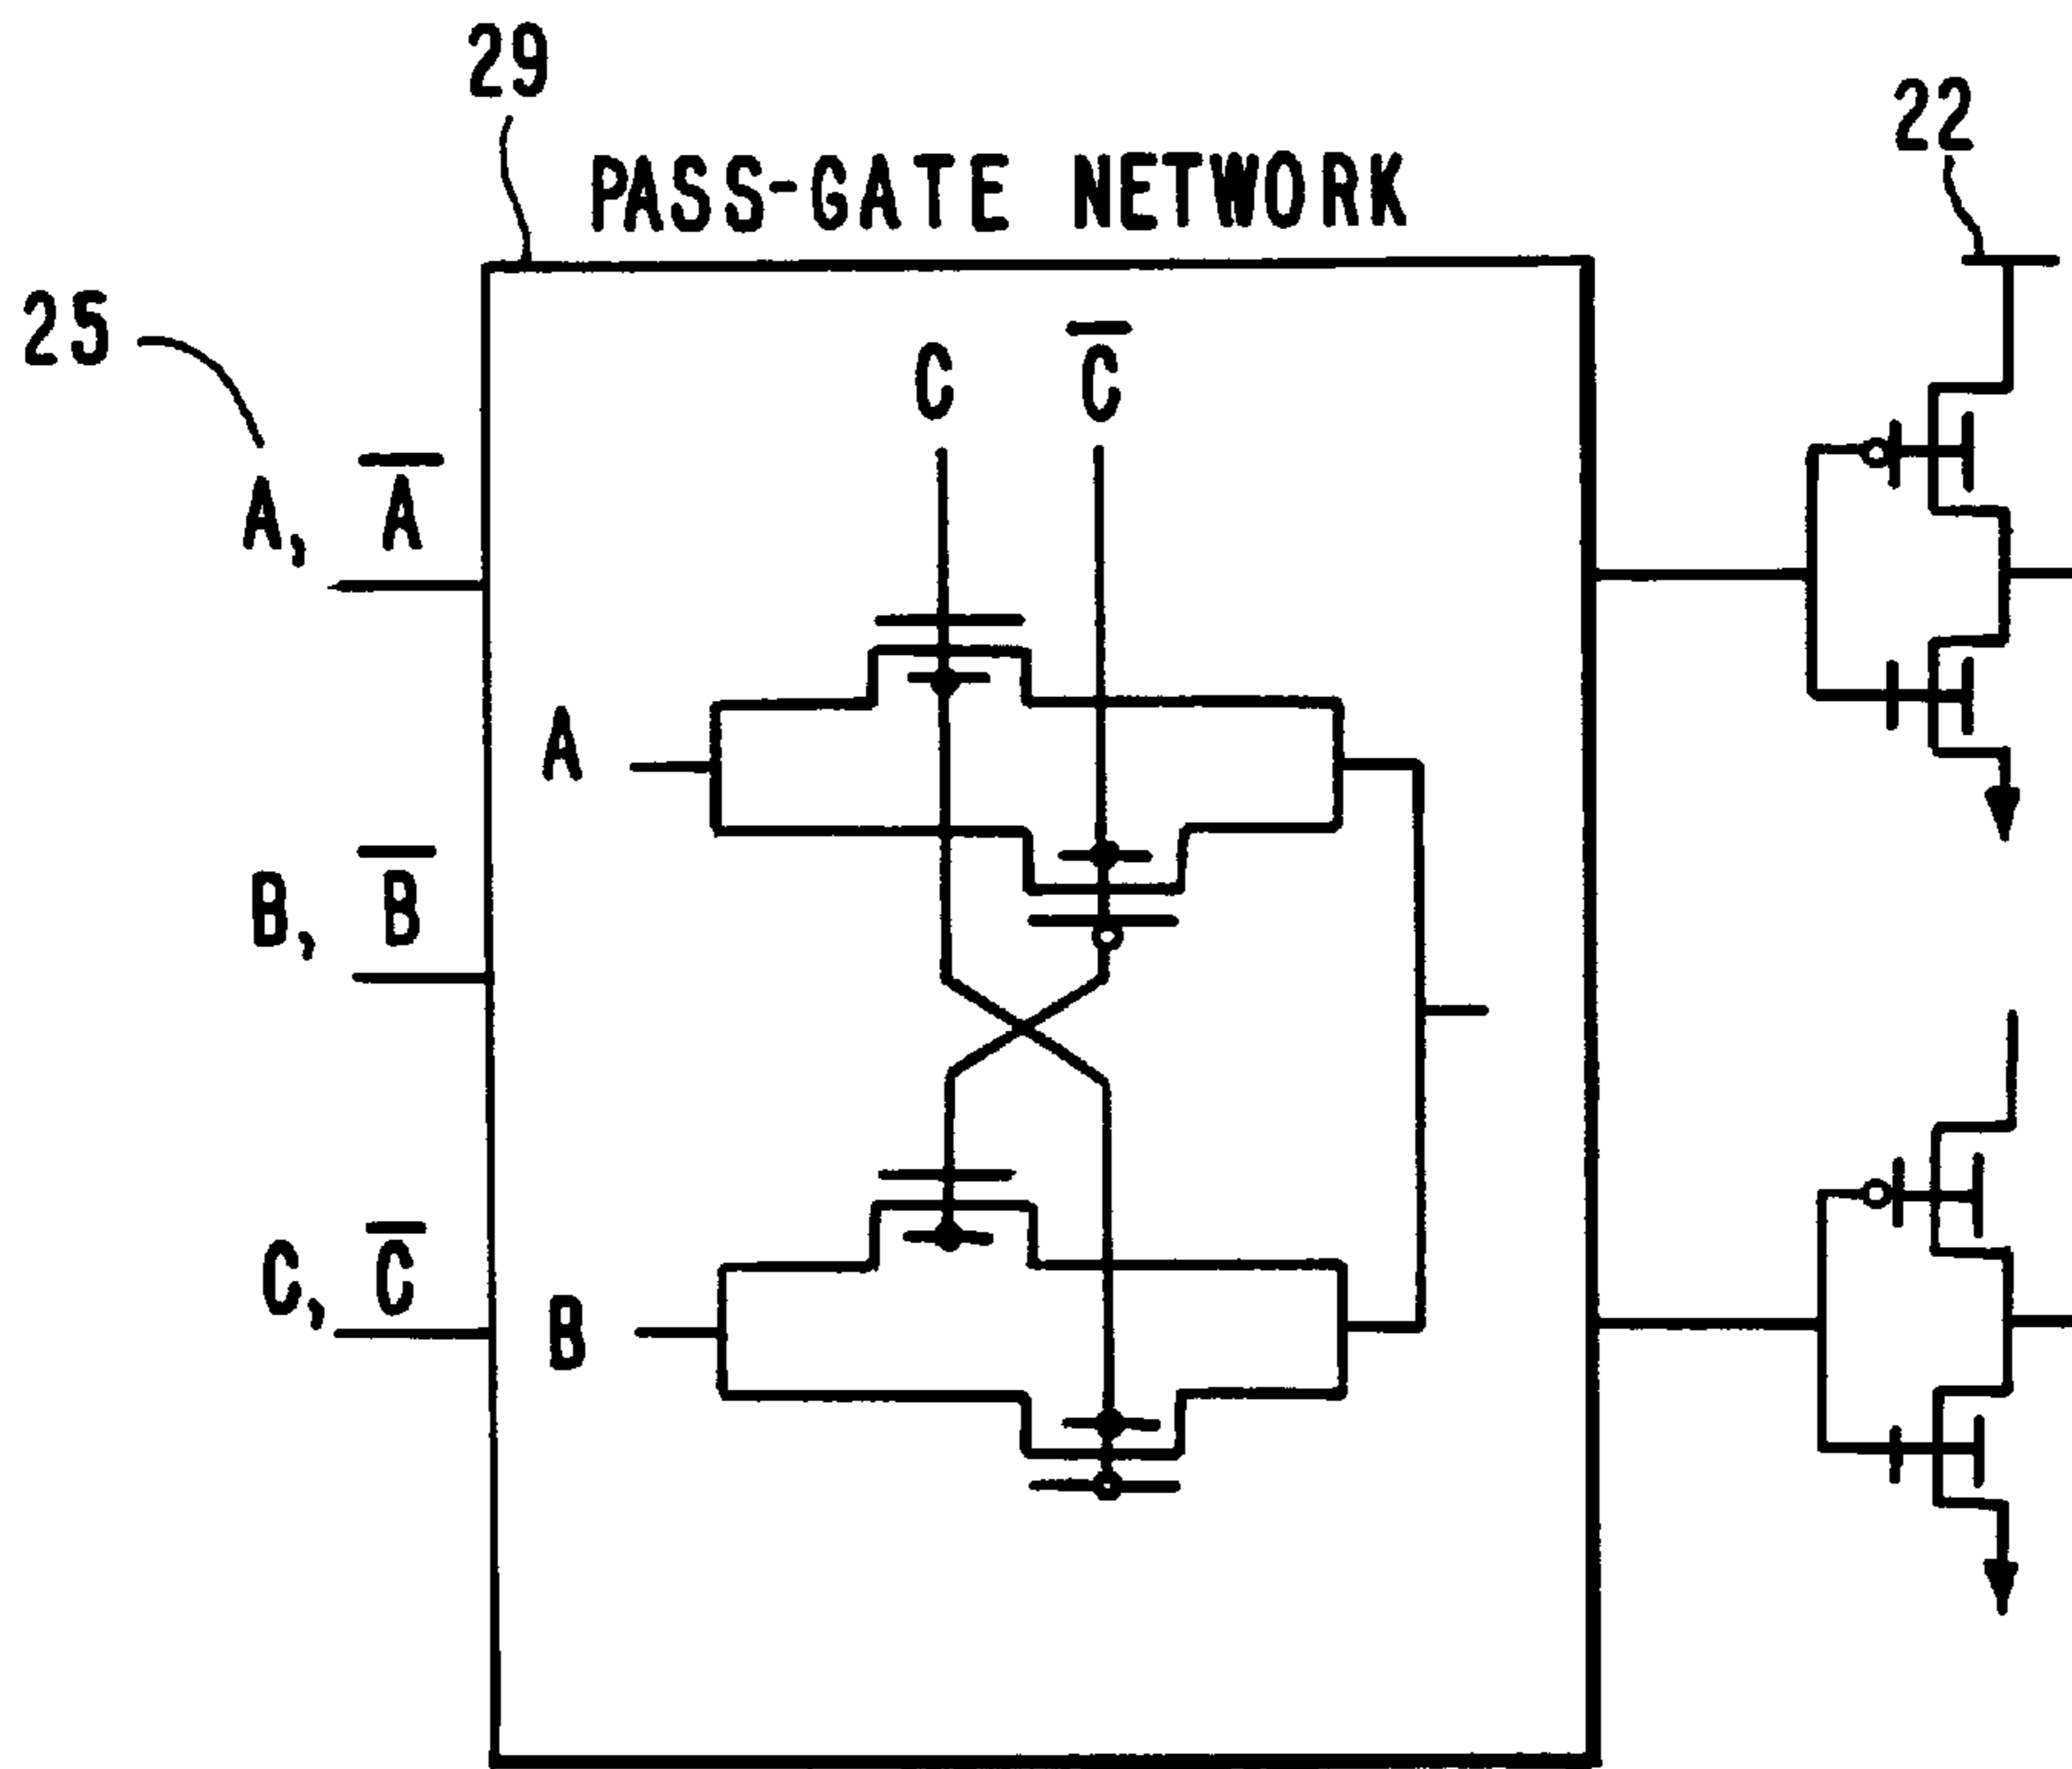 29
22
PASS-GATE NETWORK
25
C C̅
A, A̅
A
B, B̅
C, C̅
B